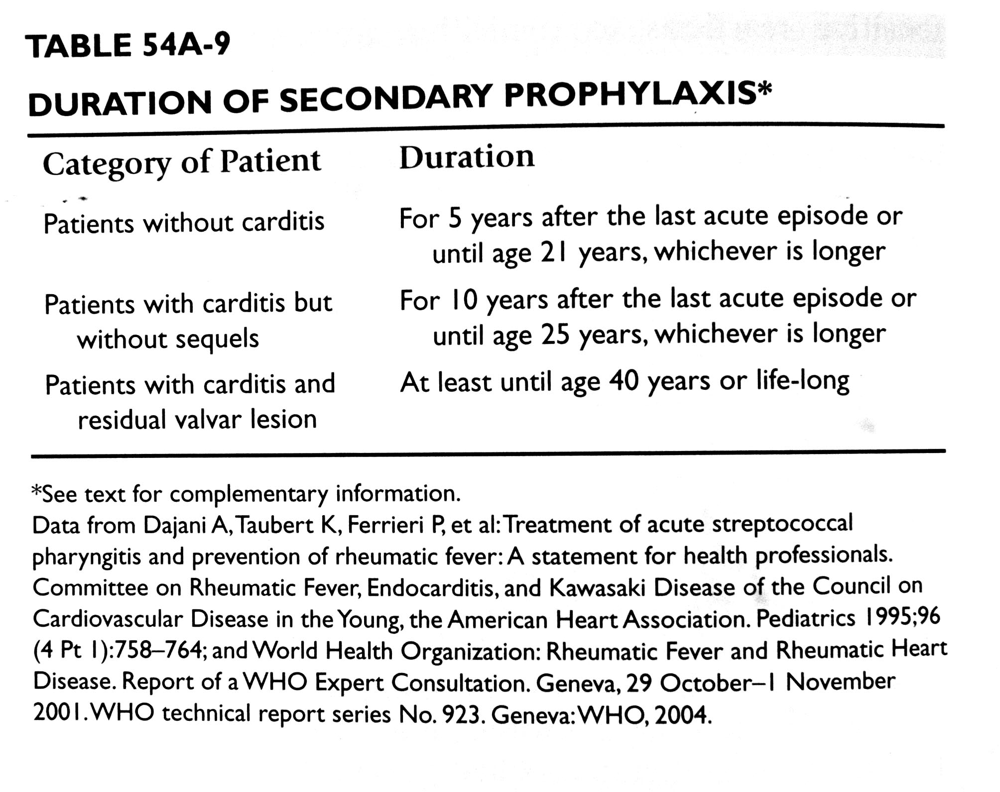 TABLE 54A-9
DURATION OF SECONDARY PROPHYLAXIS*
Category of Patient Duration
Patients without carditis For 5 years after the last acute episode or
until age 21 years, whichever is longer
Patients with carditis but For 10 years after the last acute episode or
without sequels until age 25 years, whichever is longer
Patients with carditis and At least until age 40 years or life-long
residual valvar lesion
*See text for complementary information.
Data from Dajani A, Taubert K, Ferrieri P, et al: Treatment of acute streptococcal
pharyngitis and prevention of rheumatic fever: A statement for health professionals.
Committee on Rheumatic Fever, Endocarditis, and Kawasaki Disease of the Council on
Cardiovascular Disease in the Young, the American Heart Association. Pediatrics 1995;96
(4 Pt 1):758–764; and World Health Organization: Rheumatic Fever and Rheumatic Heart
Disease. Report of a WHO Expert Consultation. Geneva, 29 October–1 November
2001. WHO technical report series No. 923. Geneva: WHO, 2004.